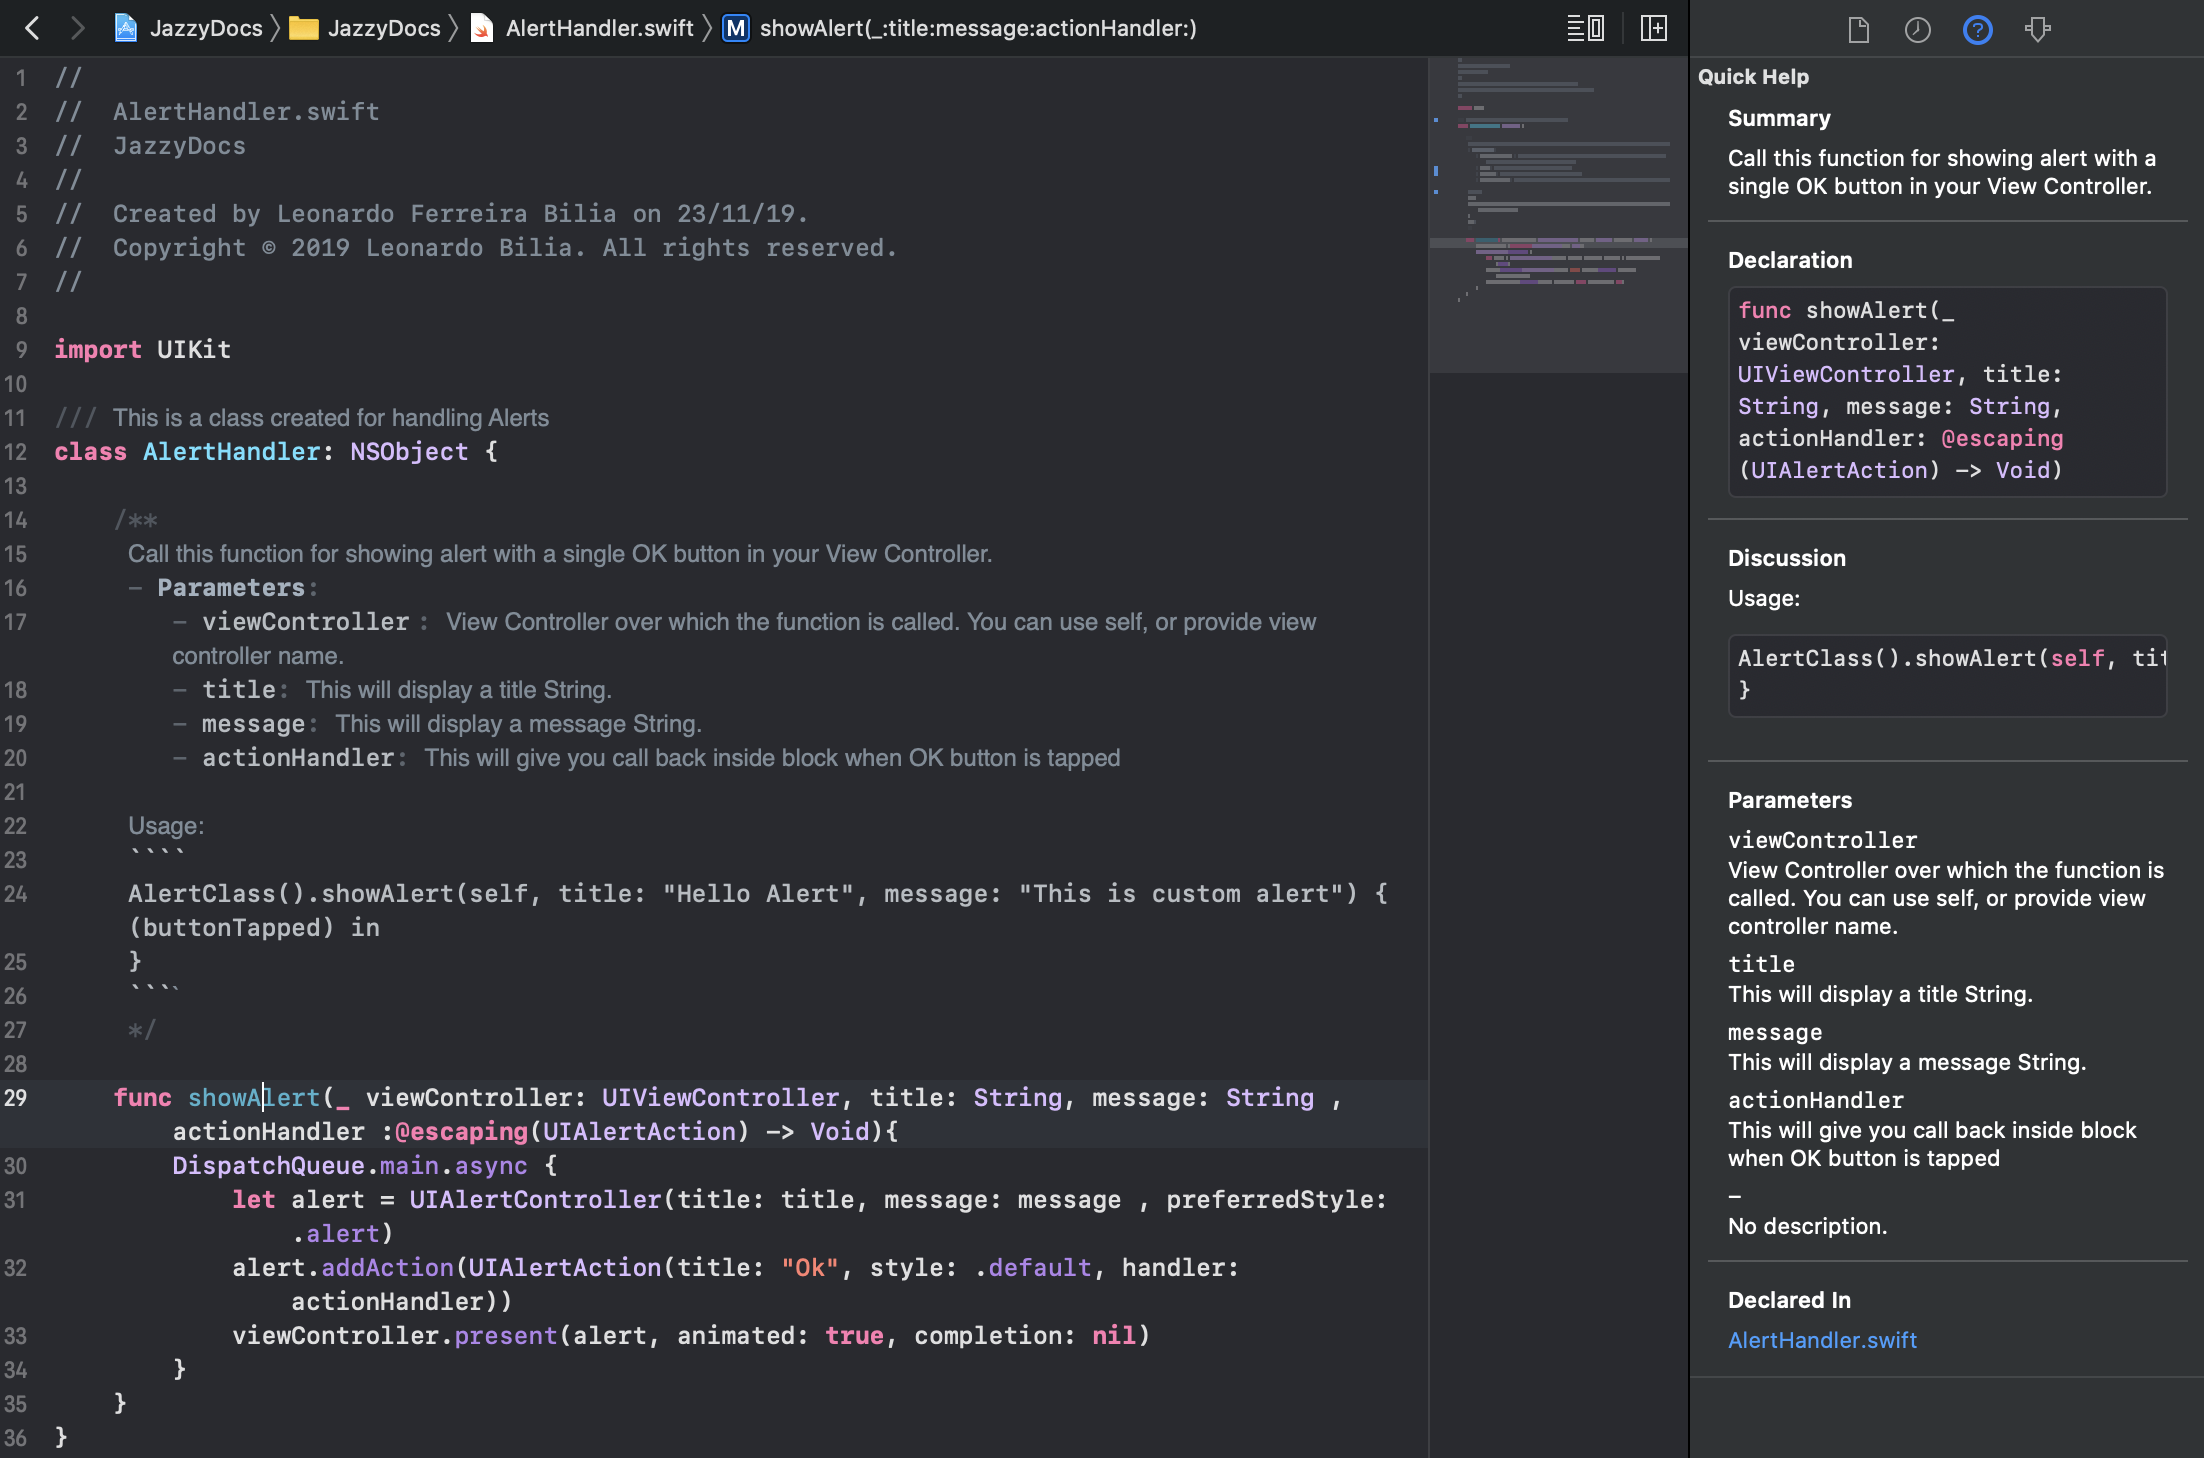 JazzyDocs JazzyDocs AlertHandler.swift M showAlert(_:title:message:actionHandler:)
1 //
2 //  AlertHandler.swift
3 //  JazzyDocs
4 //
5 //  Created by Leonardo Ferreira Bilia on 23/11/19.
6 //  Copyright © 2019 Leonardo Bilia. All rights reserved.
7 //
8
9 import UIKit
10
11 /// This is a class created for handling Alerts
12 class AlertHandler: NSObject {
13
14     /**
15      Call this function for showing alert with a single OK button in your View Controller.
16      - Parameters:
17         - viewController : View Controller over which the function is called. You can use self, or provide view
controller name.
18         - title: This will display a title String.
19         - message: This will display a message String.
20         - actionHandler: This will give you call back inside block when OK button is tapped
21
22      Usage:
23      ````
24      AlertClass().showAlert(self, title: "Hello Alert", message: "This is custom alert") {
(buttonTapped) in
25      }
26      ````
27      */
28
29     func showAlert(_ viewController: UIViewController, title: String, message: String ,
actionHandler :@escaping(UIAlertAction) -> Void){
30         DispatchQueue.main.async {
31             let alert = UIAlertController(title: title, message: message , preferredStyle:
.alert)
32             alert.addAction(UIAlertAction(title: "Ok", style: .default, handler:
actionHandler))
33             viewController.present(alert, animated: true, completion: nil)
34         }
35     }
36 }
Quick Help
Summary
Call this function for showing alert with a
single OK button in your View Controller.
Declaration
func showAlert(_
viewController:
UIViewController, title:
String, message: String,
actionHandler: @escaping
(UIAlertAction) -> Void)
Discussion
Usage:
AlertClass().showAlert(self, tit
}
Parameters
viewController
View Controller over which the function is
called. You can use self, or provide view
controller name.
title
This will display a title String.
message
This will display a message String.
actionHandler
This will give you call back inside block
when OK button is tapped
–
No description.
Declared In
AlertHandler.swift